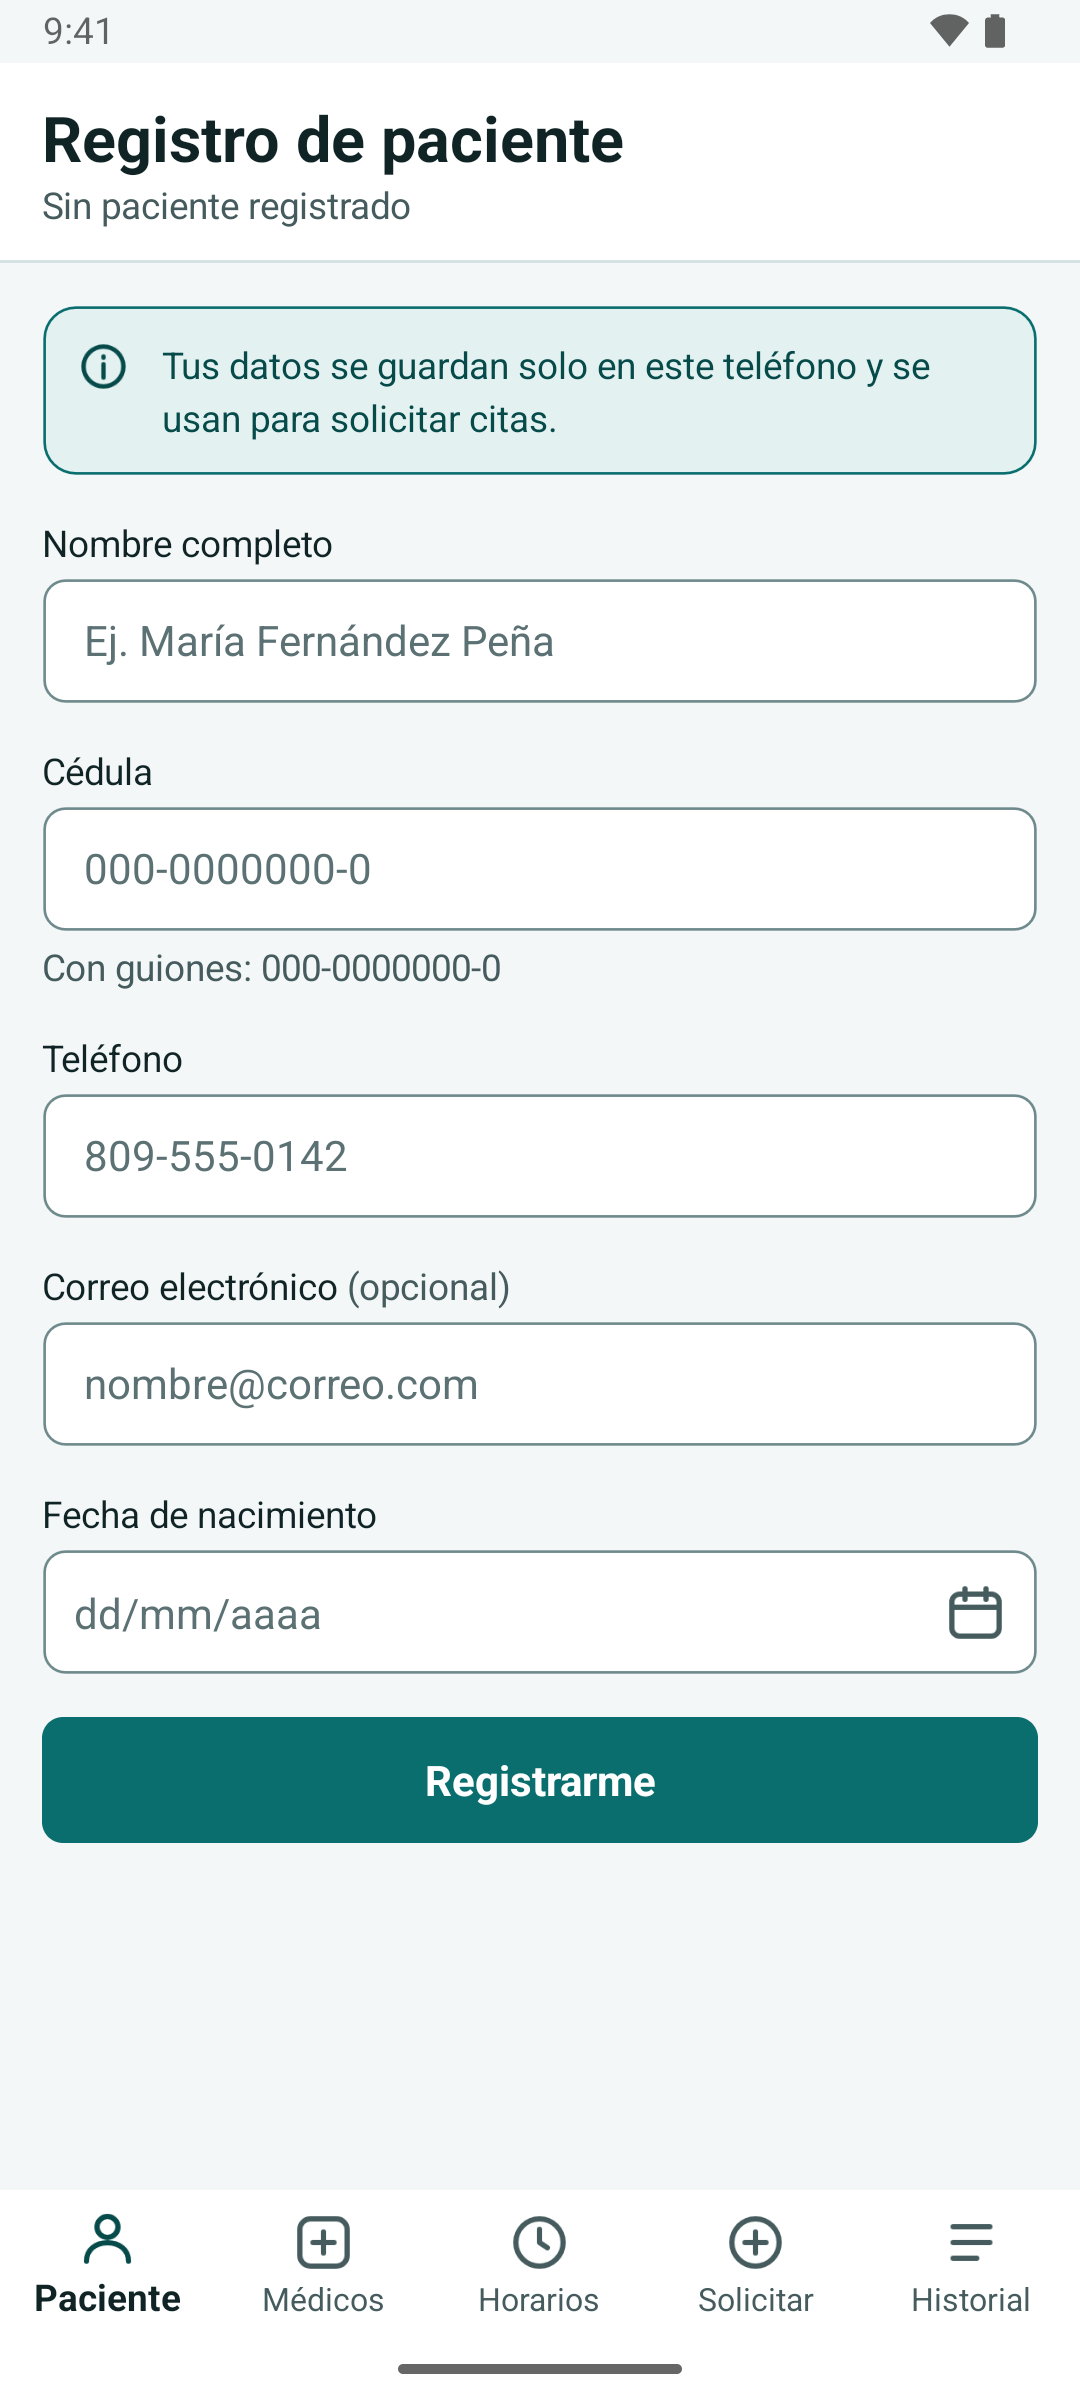 9:41
Registro de paciente
Sin paciente registrado
Tus datos se guardan solo en este teléfono y se
usan para solicitar citas.
Nombre completo
Ej. María Fernández Peña
Cédula
000-0000000-0
Con guiones: 000-0000000-0
Teléfono
809-555-0142
Correo electrónico (opcional)
nombre@correo.com
Fecha de nacimiento
dd/mm/aaaa
Registrarme
Paciente Médicos Horarios Solicitar Historial